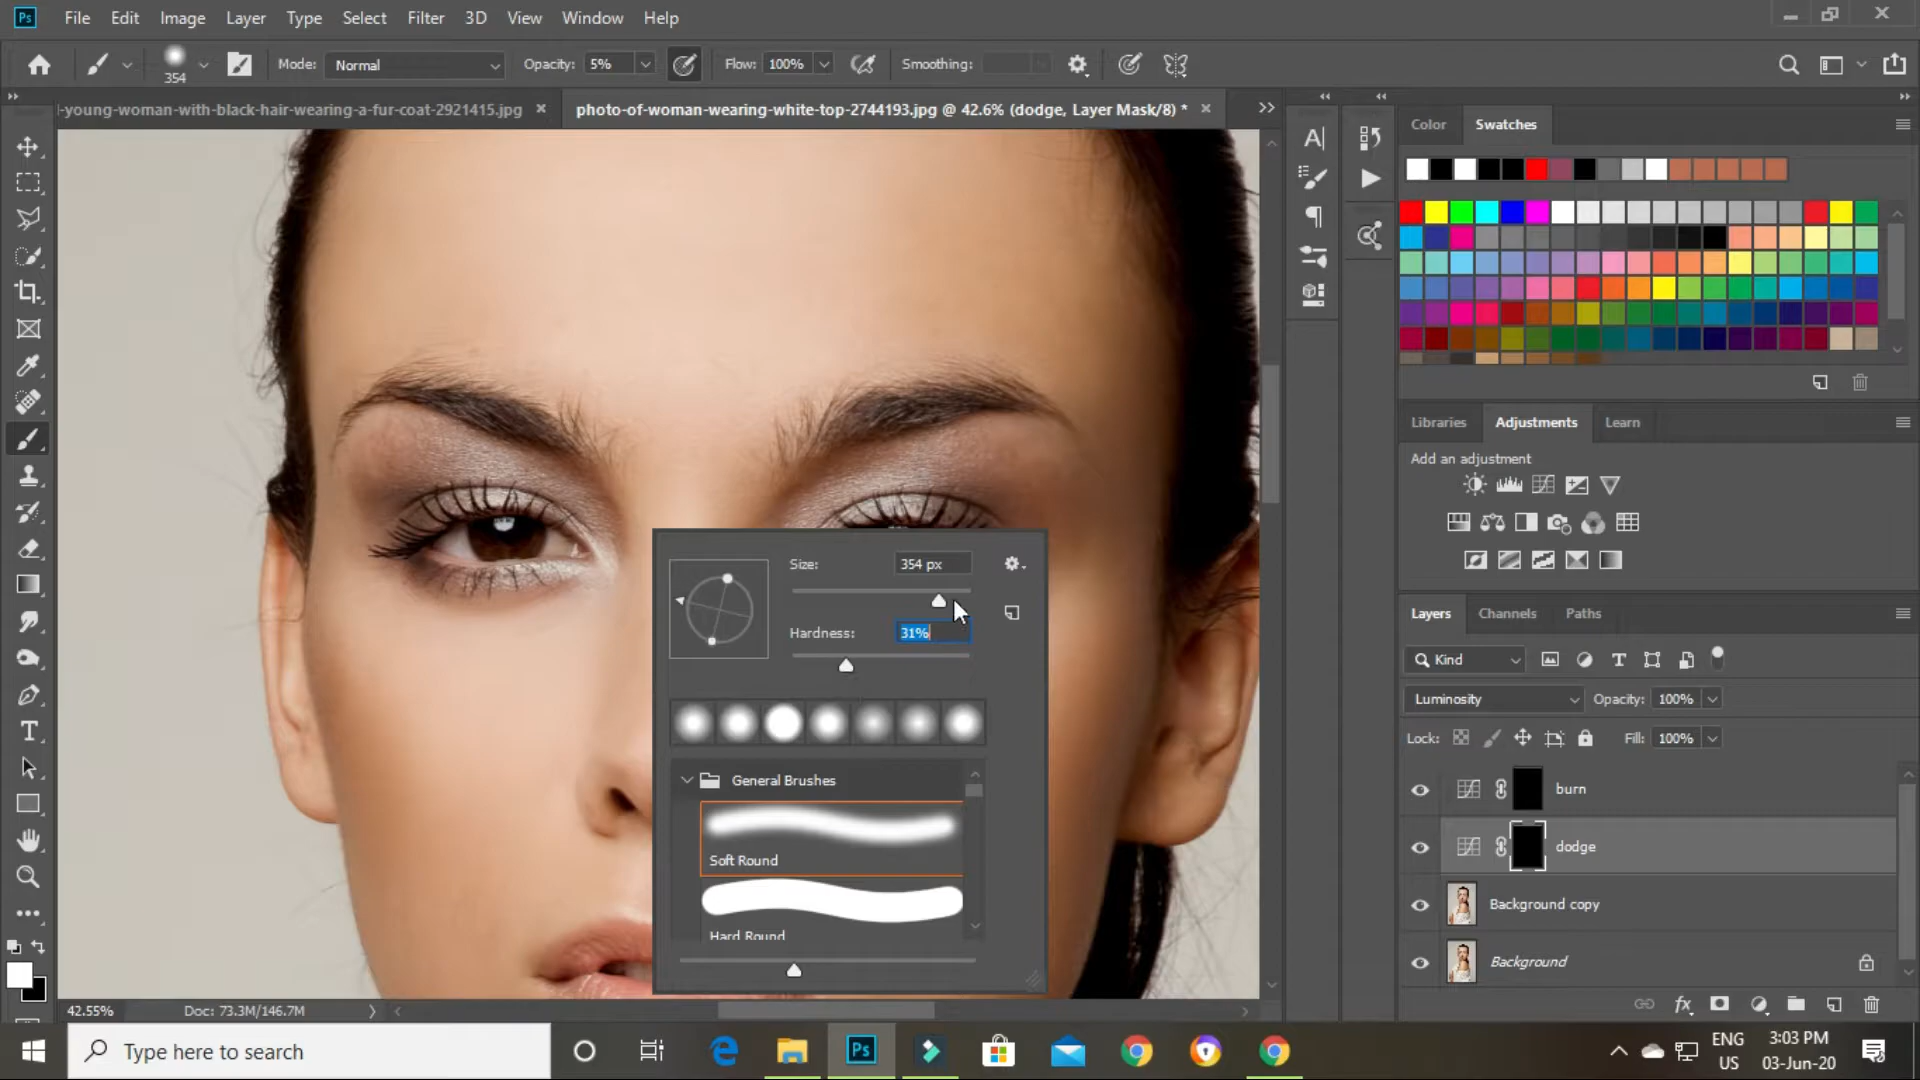 Ps File Edit Image Layer Type Select Filter 3D View Window Help
354 Mode: Normal Opacity: 5% Flow: 100% Smoothing:
-young-woman-with-black-hair-wearing-a-fur-coat-2921415.jpg
photo-of-woman-wearing-white-top-2744193.jpg @ 42.6% (dodge, Layer Mask/8) *
Color Swatches
Libraries Adjustments Learn
Add an adjustment
Size: 354 px
Hardness: 31%
General Brushes
Soft Round
Hard Round
Layers Channels Paths
Kind
Luminosity Opacity: 100%
Lock: Fill: 100%
burn
dodge
Background copy
Background
42.55% Doc: 73.3M/146.7M
Type here to search
Ps
ENG
US
3:03 PM
03-Jun-20